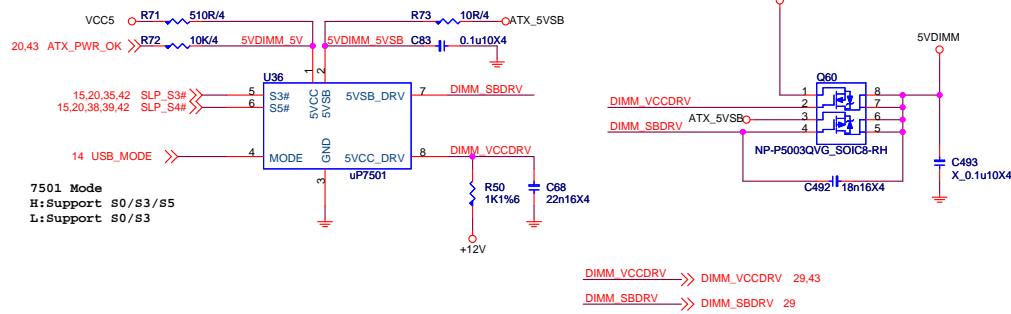 VCC5 R71 510R/4 R73 10R/4 ATX_5VSB
20,43 ATX_PWR_OK R72 10K/4 5VDIMM_5V 5VDIMM_5VSB C83 0.1u10X4
5VDIMM
U36 1 2 Q60
15,20,35,42 SLP_S3# 5 S3# 5VCC 5VSB 5VSB_DRV 7 DIMM_SBDRV
15,20,38,39,42 SLP_S4# 6 S5#
14 USB_MODE 4 MODE GND 5VCC_DRV 8 DIMM_VCCDRV
3 uP7501
1 8
DIMM_VCCDRV 2 7
ATX_5VSB 3 6
DIMM_SBDRV 4 5
NP-P5003QVG_SOIC8-RH
C493
X_0.1u10X4
C492 18n16X4
R50
1K1%6
C68
22n16X4
+12V
7501 Mode
H:Support S0/S3/S5
L:Support S0/S3
DIMM_VCCDRV DIMM_VCCDRV 29,43
DIMM_SBDRV DIMM_SBDRV 29